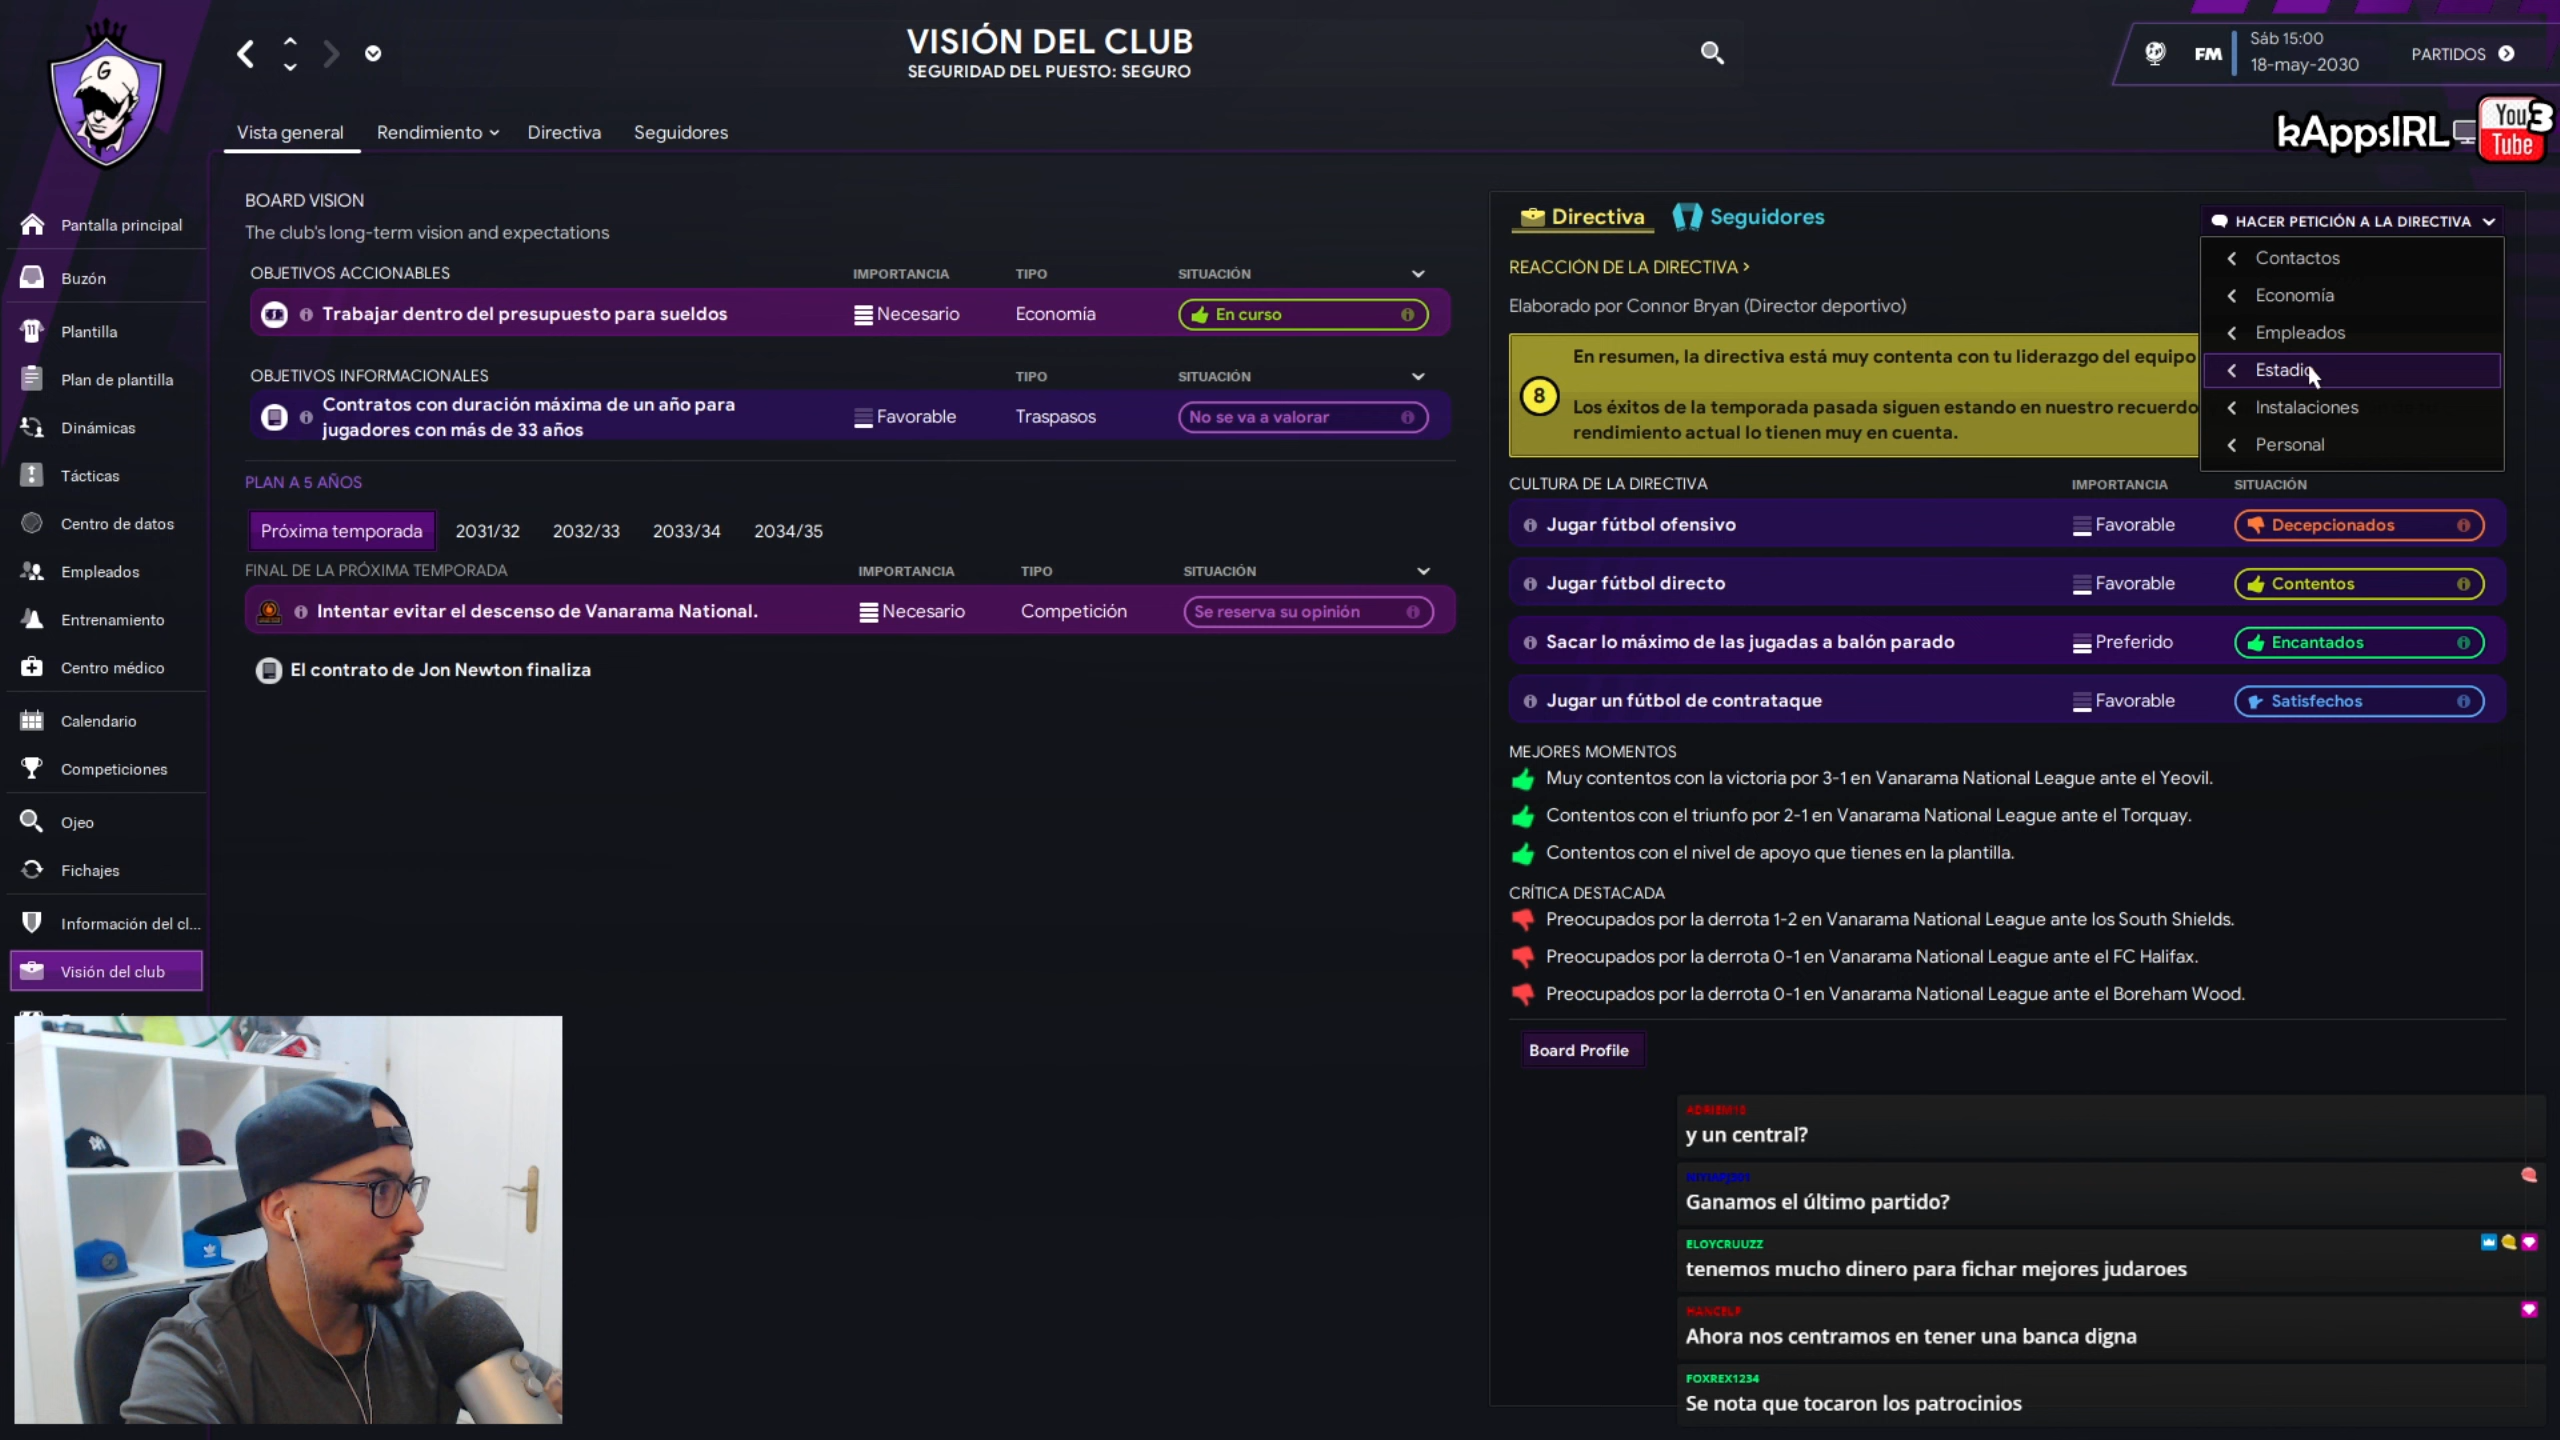 VISIÓN DEL CLUB
SEGURIDAD DEL PUESTO: SEGURO
FM
Sáb 15:00
18-may-2030
PARTIDOS
kAppsIRL
You
Tube
3
G
Vista general
Rendimiento
Directiva
Seguidores
Pantalla principal
Buzón
Plantilla
Plan de plantilla
Dinámicas
Tácticas
Centro de datos
Empleados
Entrenamiento
Centro médico
Calendario
Competiciones
Ojeo
Fichajes
Información del cl...
Visión del club
BOARD VISION
The club's long-term vision and expectations
OBJETIVOS ACCIONABLES IMPORTANCIA TIPO SITUACIÓN
Trabajar dentro del presupuesto para sueldos Necesario Economía En curso
OBJETIVOS INFORMACIONALES TIPO SITUACIÓN
Contratos con duración máxima de un año para
jugadores con más de 33 años Favorable Traspasos No se va a valorar
PLAN A 5 AÑOS
Próxima temporada 2031/32 2032/33 2033/34 2034/35
FINAL DE LA PRÓXIMA TEMPORADA IMPORTANCIA TIPO SITUACIÓN
Intentar evitar el descenso de Vanarama National. Necesario Competición Se reserva su opinión
El contrato de Jon Newton finaliza
Directiva Seguidores
HACER PETICIÓN A LA DIRECTIVA
Contactos
Economía
Empleados
Estadio
Instalaciones
Personal
REACCIÓN DE LA DIRECTIVA >
Elaborado por Connor Bryan (Director deportivo)
8
En resumen, la directiva está muy contenta con tu liderazgo del equipo
Los éxitos de la temporada pasada siguen estando en nuestro recuerdo
rendimiento actual lo tienen muy en cuenta.
CULTURA DE LA DIRECTIVA IMPORTANCIA SITUACIÓN
Jugar fútbol ofensivo Favorable Decepcionados
Jugar fútbol directo Favorable Contentos
Sacar lo máximo de las jugadas a balón parado Preferido Encantados
Jugar un fútbol de contrataque Favorable Satisfechos
MEJORES MOMENTOS
Muy contentos con la victoria por 3-1 en Vanarama National League ante el Yeovil.
Contentos con el triunfo por 2-1 en Vanarama National League ante el Torquay.
Contentos con el nivel de apoyo que tienes en la plantilla.
CRÍTICA DESTACADA
Preocupados por la derrota 1-2 en Vanarama National League ante los South Shields.
Preocupados por la derrota 0-1 en Vanarama National League ante el FC Halifax.
Preocupados por la derrota 0-1 en Vanarama National League ante el Boreham Wood.
Board Profile
ADRIEM10
y un central?
Ganamos el último partido?
ELOYCRUUZZ
tenemos mucho dinero para fichar mejores judaroes
Ahora nos centramos en tener una banca digna
FOXREX1234
Se nota que tocaron los patrocinios